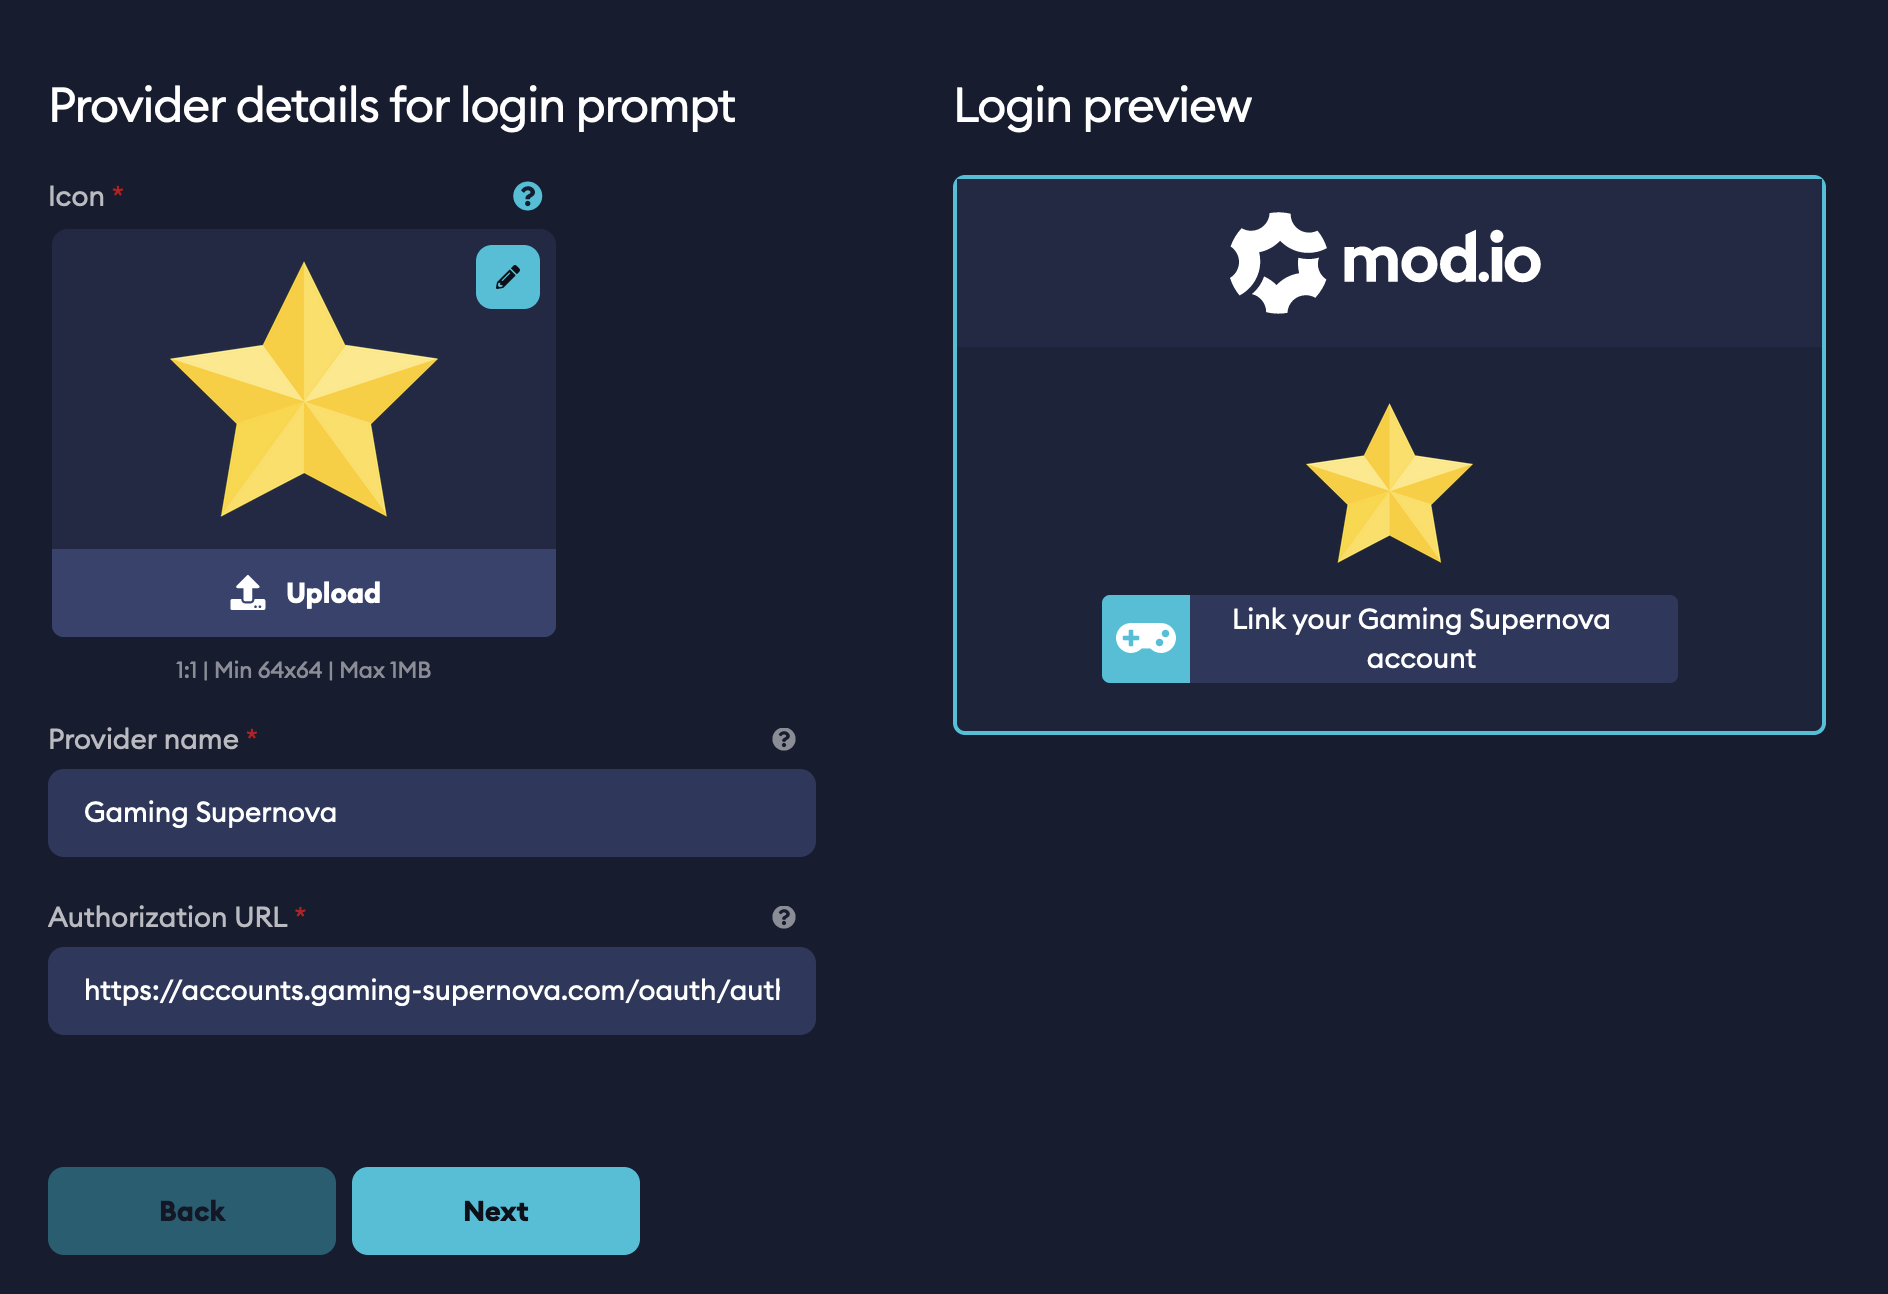 Provider details for login prompt
Icon *
Upload
1:1 | Min 64x64 | Max 1MB
Provider name *
Gaming Supernova
Authorization URL *
https://accounts.gaming-supernova.com/oauth/auth
Back
Next
Login preview
mod.io
Link your Gaming Supernova
account